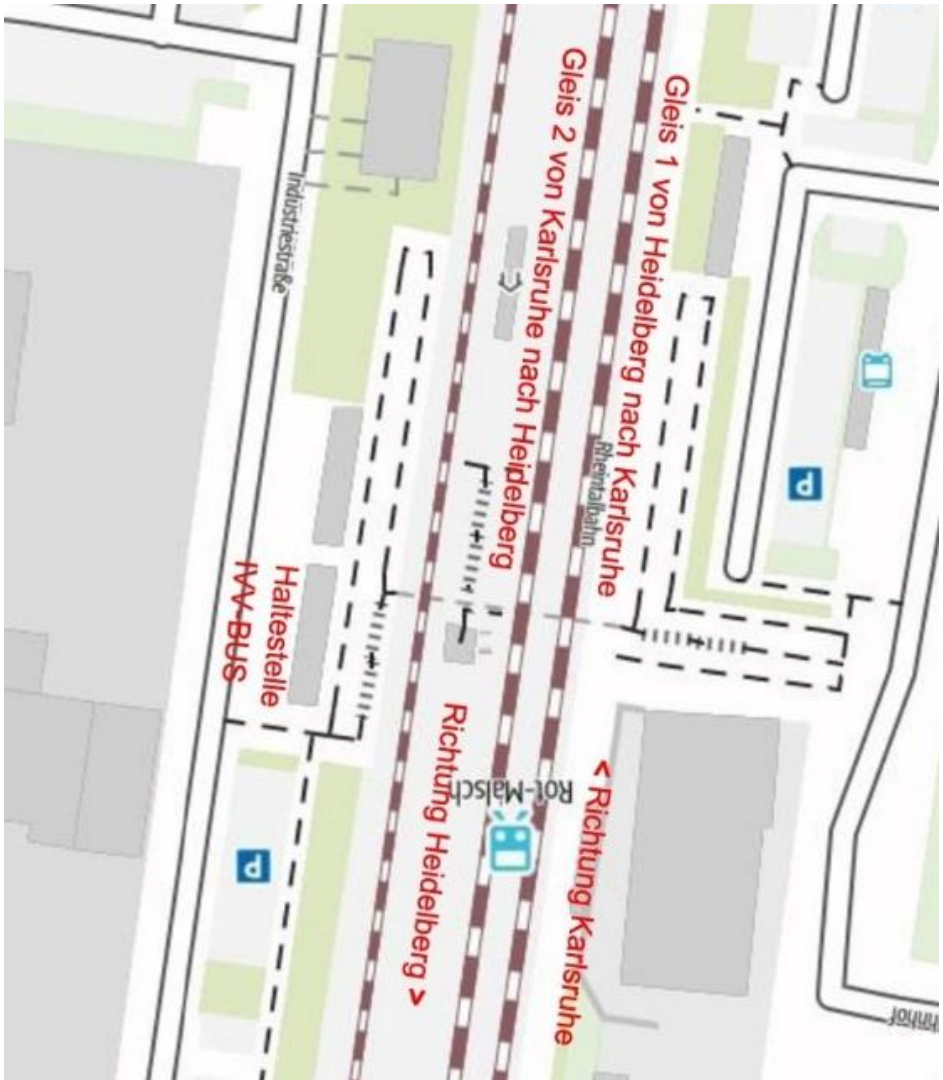 Gleis 1 von Heidelberg nach Karlsruhe
Gleis 2 von Karlsruhe nach Heidelberg
Industriestraße
Rheintalbahn
Haltestelle
IVV-BUS
P
Richtung Heidelberg >
Rot-Malsch
< Richtung Karlsruhe
P